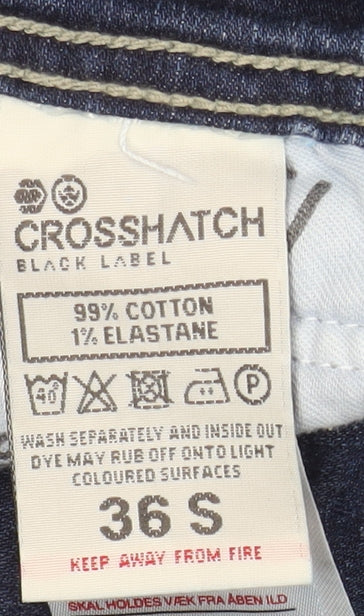 CROSSHATCH
BLACK LABEL
99% COTTON
1% ELASTANE
40°
P
WASH SEPARATELY AND INSIDE OUT
DYE MAY RUB OFF ONTO LIGHT
COLOURED SURFACES
36 S
KEEP AWAY FROM FIRE
SKAL HOLDES VÆK FRA ÅBEN ILD